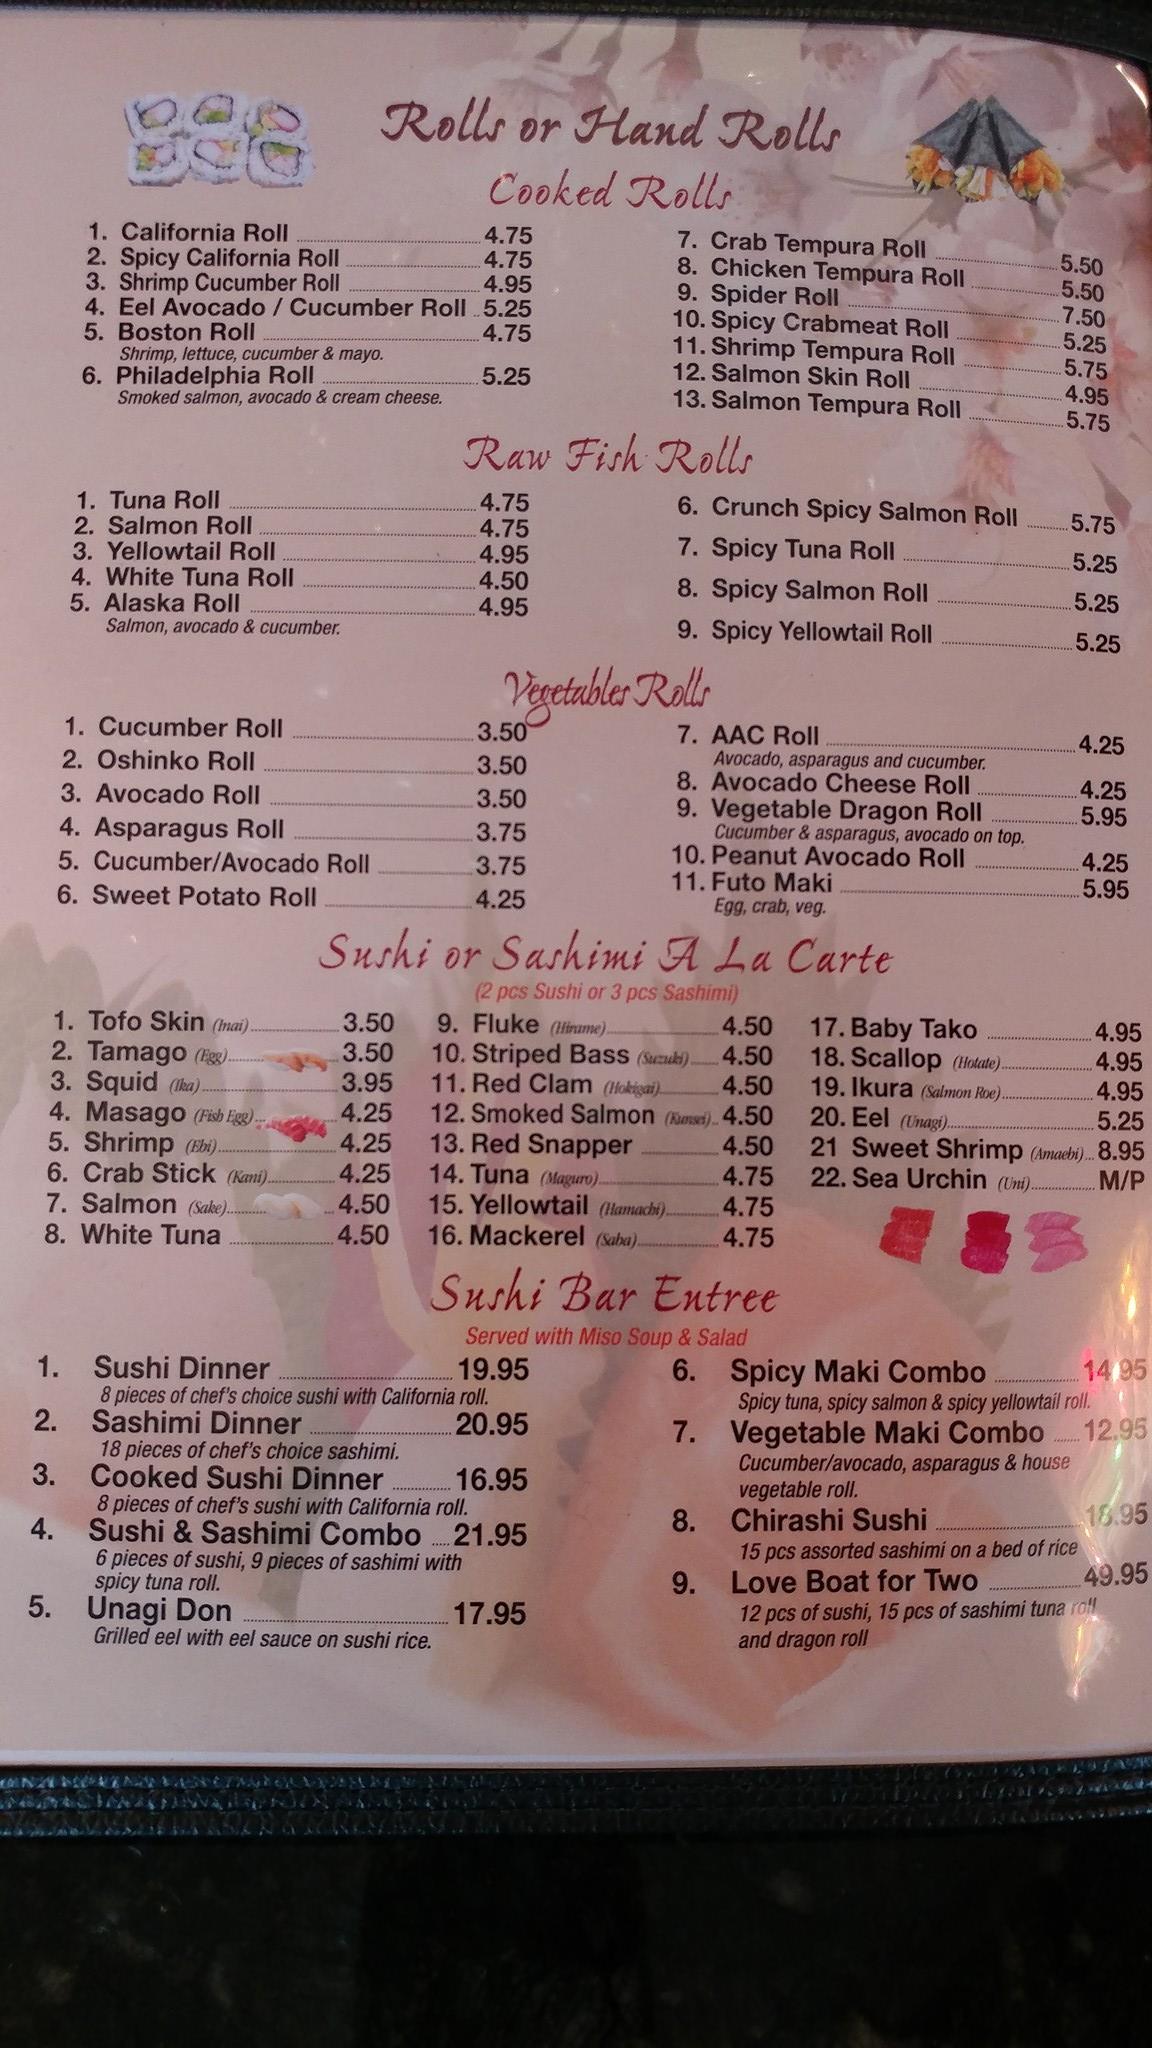 Rolls or Hand Rolls
Cooked Rolls
1. California Roll 4.75
2. Spicy California Roll 4.75
3. Shrimp Cucumber Roll 4.95
4. Eel Avocado / Cucumber Roll 5.25
5. Boston Roll 4.75
Shrimp, lettuce, cucumber & mayo.
6. Philadelphia Roll 5.25
Smoked salmon, avocado & cream cheese.
7. Crab Tempura Roll 5.50
8. Chicken Tempura Roll 5.50
9. Spider Roll 7.50
10. Spicy Crabmeat Roll 5.25
11. Shrimp Tempura Roll 5.75
12. Salmon Skin Roll 4.95
13. Salmon Tempura Roll 5.75
Raw Fish Rolls
1. Tuna Roll 4.75
2. Salmon Roll 4.75
3. Yellowtail Roll 4.95
4. White Tuna Roll 4.50
5. Alaska Roll 4.95
Salmon, avocado & cucumber.
6. Crunch Spicy Salmon Roll 5.75
7. Spicy Tuna Roll 5.25
8. Spicy Salmon Roll 5.25
9. Spicy Yellowtail Roll 5.25
Vegetables Rolls
1. Cucumber Roll 3.50
2. Oshinko Roll 3.50
3. Avocado Roll 3.50
4. Asparagus Roll 3.75
5. Cucumber/Avocado Roll 3.75
6. Sweet Potato Roll 4.25
7. AAC Roll 4.25
Avocado, asparagus and cucumber.
8. Avocado Cheese Roll 4.25
9. Vegetable Dragon Roll 5.95
Cucumber & asparagus, avocado on top.
10. Peanut Avocado Roll 4.25
11. Futo Maki 5.95
Egg, crab, veg.
Sushi or Sashimi A La Carte
(2 pcs Sushi or 3 pcs Sashimi)
1. Tofo Skin (Inai) 3.50
2. Tamago (Egg) 3.50
3. Squid (Ika) 3.95
4. Masago (Fish Egg) 4.25
5. Shrimp (Ebi) 4.25
6. Crab Stick (Kani) 4.25
7. Salmon (Sake) 4.50
8. White Tuna 4.50
9. Fluke (Hirame) 4.50
10. Striped Bass (Suzuki) 4.50
11. Red Clam (Hokigai) 4.50
12. Smoked Salmon (Kunsei) 4.50
13. Red Snapper 4.50
14. Tuna (Maguro) 4.75
15. Yellowtail (Hamachi) 4.75
16. Mackerel (Saba) 4.75
17. Baby Tako 4.95
18. Scallop (Hotate) 4.95
19. Ikura (Salmon Roe) 4.95
20. Eel (Unagi) 5.25
21 Sweet Shrimp (Amaebi) 8.95
22. Sea Urchin (Uni) M/P
Sushi Bar Entree
Served with Miso Soup & Salad
1. Sushi Dinner 19.95
8 pieces of chef's choice sushi with California roll.
2. Sashimi Dinner 20.95
18 pieces of chef's choice sashimi.
3. Cooked Sushi Dinner 16.95
8 pieces of chef's sushi with California roll.
4. Sushi & Sashimi Combo 21.95
6 pieces of sushi, 9 pieces of sashimi with
spicy tuna roll.
5. Unagi Don 17.95
Grilled eel with eel sauce on sushi rice.
6. Spicy Maki Combo 14.95
Spicy tuna, spicy salmon & spicy yellowtail roll.
7. Vegetable Maki Combo 12.95
Cucumber/avocado, asparagus & house
vegetable roll.
8. Chirashi Sushi 18.95
15 pcs assorted sashimi on a bed of rice
9. Love Boat for Two 49.95
12 pcs of sushi, 15 pcs of sashimi tuna roll
and dragon roll